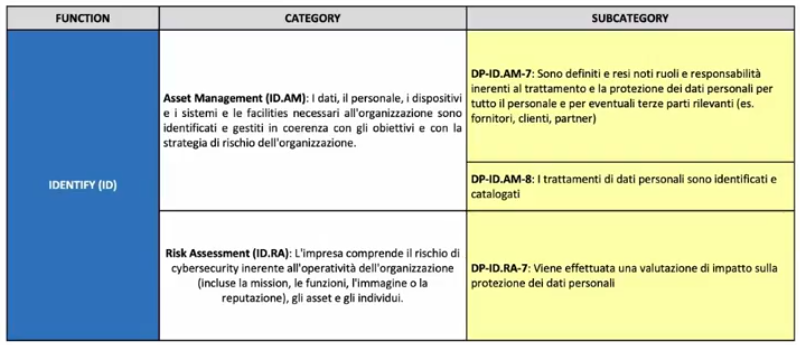 FUNCTION
CATEGORY
SUBCATEGORY
IDENTIFY (ID)
Asset Management (ID.AM): I dati, il personale, i dispositivi
e i sistemi e le facilities necessari all'organizzazione sono
identificati e gestiti in coerenza con gli obiettivi e con la
strategia di rischio dell'organizzazione.
DP-ID.AM-7: Sono definiti e resi noti ruoli e responsabilità
inerenti al trattamento e la protezione dei dati personali per
tutto il personale e per eventuali terze parti rilevanti (es.
fornitori, clienti, partner)
DP-ID.AM-8: I trattamenti di dati personali sono identificati e
catalogati
Risk Assessment (ID.RA): L'impresa comprende il rischio di
cybersecurity inerente all'operatività dell'organizzazione
(incluse la mission, le funzioni, l'immagine o la
reputazione), gli asset e gli individui.
DP-ID.RA-7: Viene effettuata una valutazione di impatto sulla
protezione dei dati personali